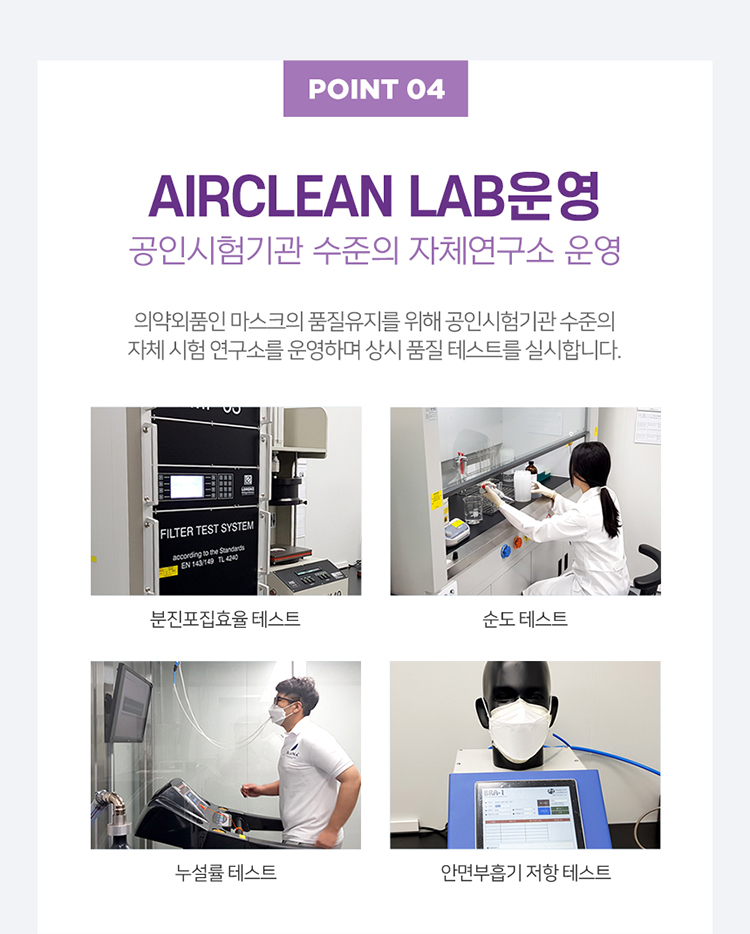 POINT 04
AIRCLEAN LAB운영
공인시험기관 수준의 자체연구소 운영
의약외품인 마스크의 품질유지를 위해 공인시험기관 수준의
자체 시험 연구소를 운영하며 상시 품질 테스트를 실시합니다.
FILTER TEST SYSTEM
according to the Standards
EN 143/149 TL 4240
분진포집효율 테스트
순도 테스트
BRA-1
누설률 테스트
안면부흡기 저항 테스트